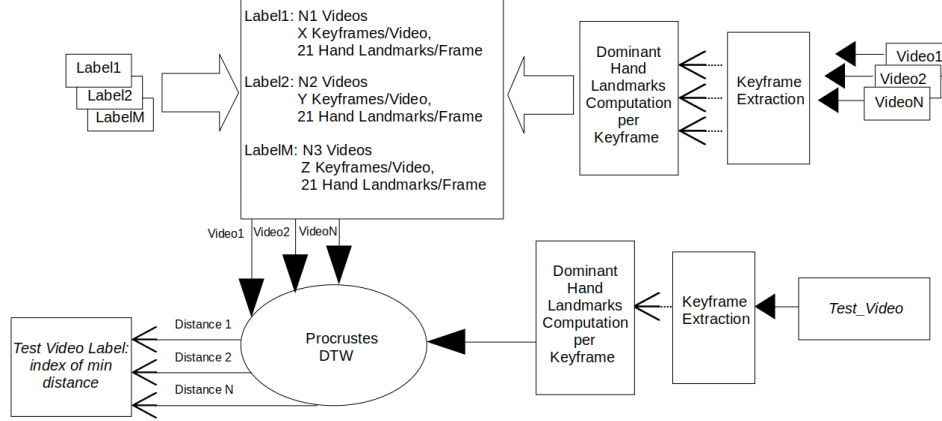 Label1: N1 Videos
X Keyframes/Video,
21 Hand Landmarks/Frame
Label2: N2 Videos
Y Keyframes/Video,
21 Hand Landmarks/Frame
LabelM: N3 Videos
Z Keyframes/Video,
21 Hand Landmarks/Frame
Label1
Label2
LabelM
Dominant
Hand
Landmarks
Computation
per
Keyframe
Keyframe
Extraction
Video1
Video2
VideoN
Video1
Video2
VideoN
Procrustes
DTW
Dominant
Hand
Landmarks
Computation
per
Keyframe
Keyframe
Extraction
Test_Video
Distance 1
Distance 2
Distance N
Test Video Label:
index of min
distance